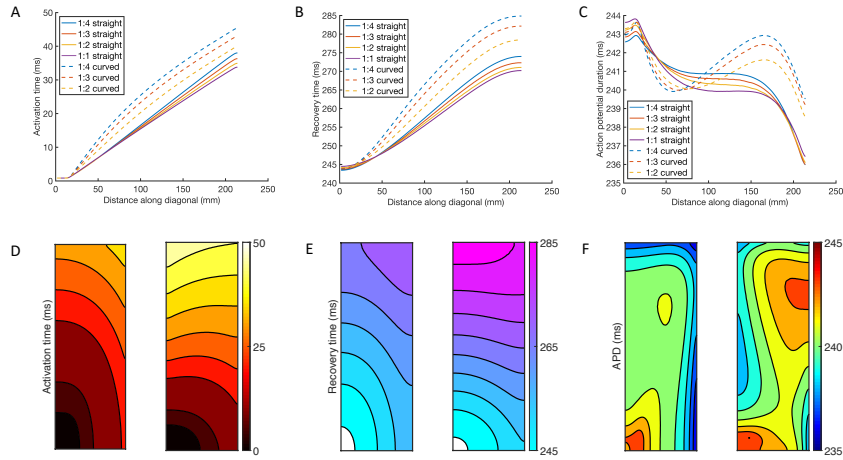 A
50
40
30
20
10
0
Activation time (ms)
1:4 straight
1:3 straight
1:2 straight
1:1 straight
1:4 curved
1:3 curved
1:2 curved
0 50 100 150 200 250
Distance along diagonal (mm)
B
285
280
275
270
265
260
255
250
245
240
Recovery time (ms)
1:4 straight
1:3 straight
1:2 straight
1:1 straight
1:4 curved
1:3 curved
1:2 curved
0 50 100 150 200 250
Distance along diagonal (mm)
C
244
243
242
241
240
239
238
237
236
235
Action potential duration (ms)
1:4 straight
1:3 straight
1:2 straight
1:1 straight
1:4 curved
1:3 curved
1:2 curved
0 50 100 150 200 250
Distance along diagonal (mm)
D
Activation time (ms)
50
25
0
E
Recovery time (ms)
285
265
245
F
APD (ms)
245
240
235